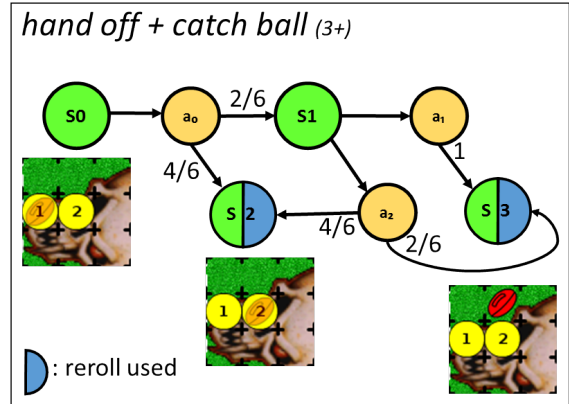 hand off + catch ball (3+)
2/6
S0
a₀
S1
a₁
4/6
1
S 2
a₂
S 3
4/6
2/6
1 2
1 2
1 2
: reroll used